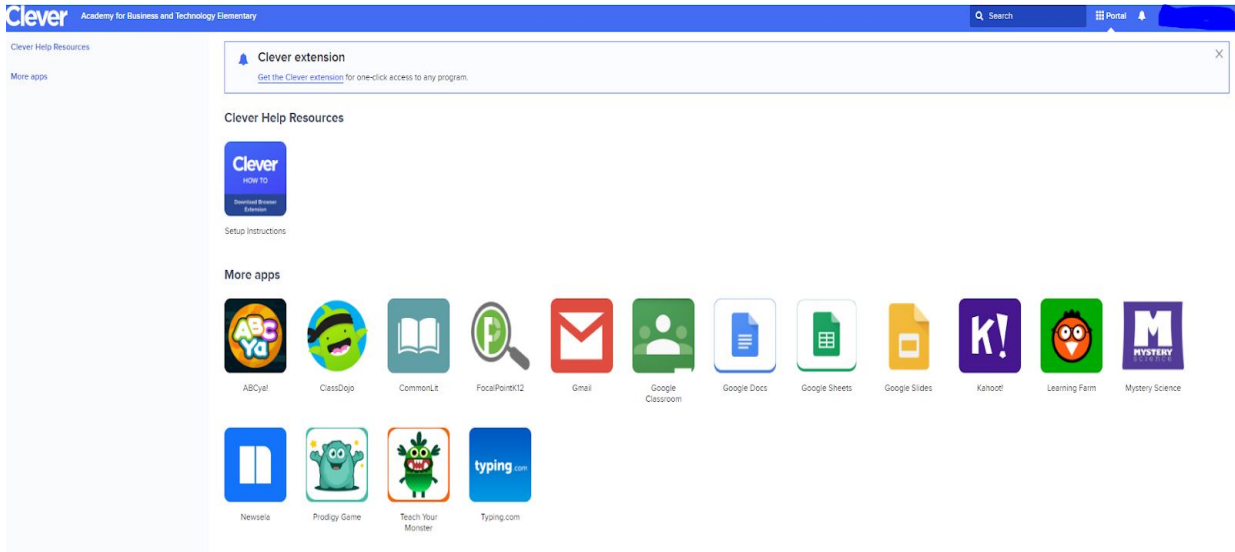 Clever Academy for Business and Technology Elementary Search Portal
Clever Help Resources
More apps
Clever extension
Get the Clever extension for one-click access to any program.
X
Clever Help Resources
Clever
HOW TO
Download Browser
Extension
Setup Instructions
More apps
ABC
Ya
K!
M
MYSTERY
SCIENCE
ABCya!
ClassDojo
CommonLit
FocalPointK12
Gmail
Google
Classroom
Google Docs
Google Sheets
Google Slides
Kahoot!
Learning Farm
Mystery Science
typing.com
Newsela
Prodigy Game
Teach Your
Monster
Typing.com